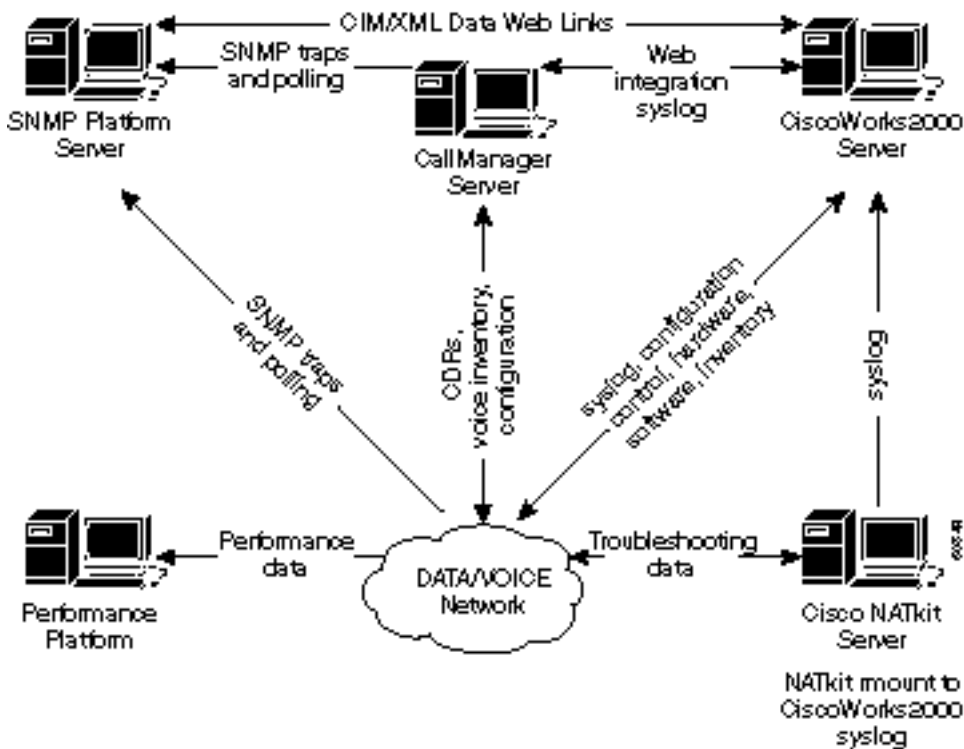 CIM/XML Data Web Links
SNMP traps
and polling
Web
integration
syslog
SNMP Platform
Server
CallManager
Server
CiscoWorks2000
Server
SNMP traps
and polling
CDRs,
voice inventory,
configuration
syslog, configuration
control, hardware,
software, inventory
syslog
Performance
data
Troubleshooting
data
DATA/VOICE
Network
Performance
Platform
Cisco NATkit
Server
NATkit mount to
CiscoWorks2000
syslog